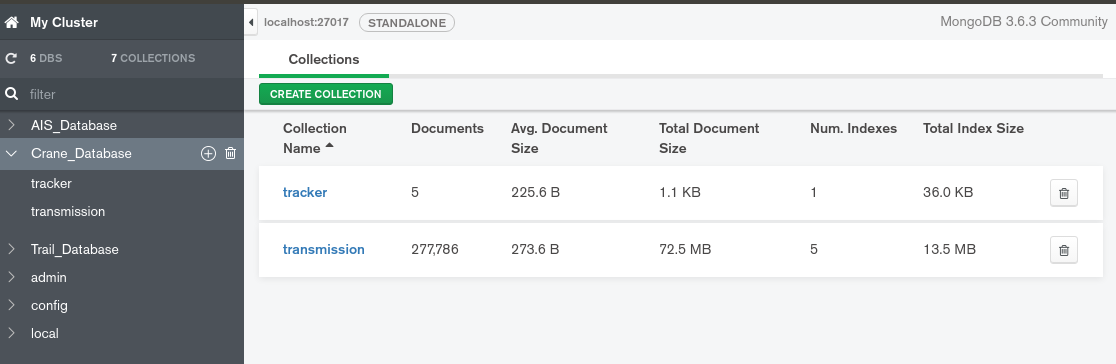 My Cluster
6 DBS 7 COLLECTIONS
filter
AIS_Database
Crane_Database
tracker
transmission
Trail_Database
admin
config
local
localhost:27017 STANDALONE MongoDB 3.6.3 Community
Collections
CREATE COLLECTION
Collection Name Documents Avg. Document Size Total Document Size Num. Indexes Total Index Size
tracker 5 225.6 B 1.1 KB 1 36.0 KB
transmission 277,786 273.6 B 72.5 MB 5 13.5 MB